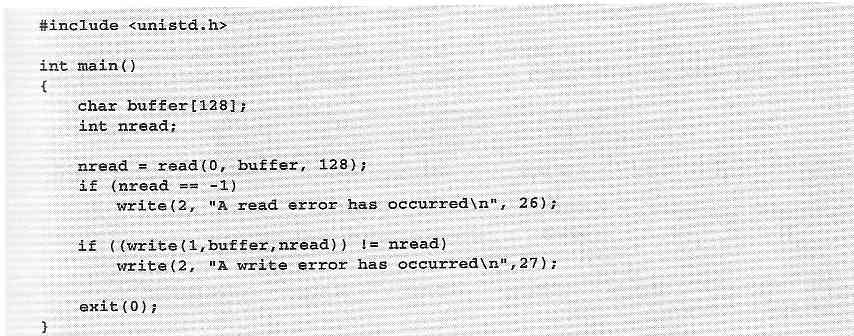 #include <unistd.h>
int main()
{
char buffer[128];
int nread;
nread = read(0, buffer, 128);
if (nread == -1)
write(2, "A read error has occurred\n", 26);
if ((write(1,buffer,nread)) != nread)
write(2, "A write error has occurred\n",27);
exit(0);
}